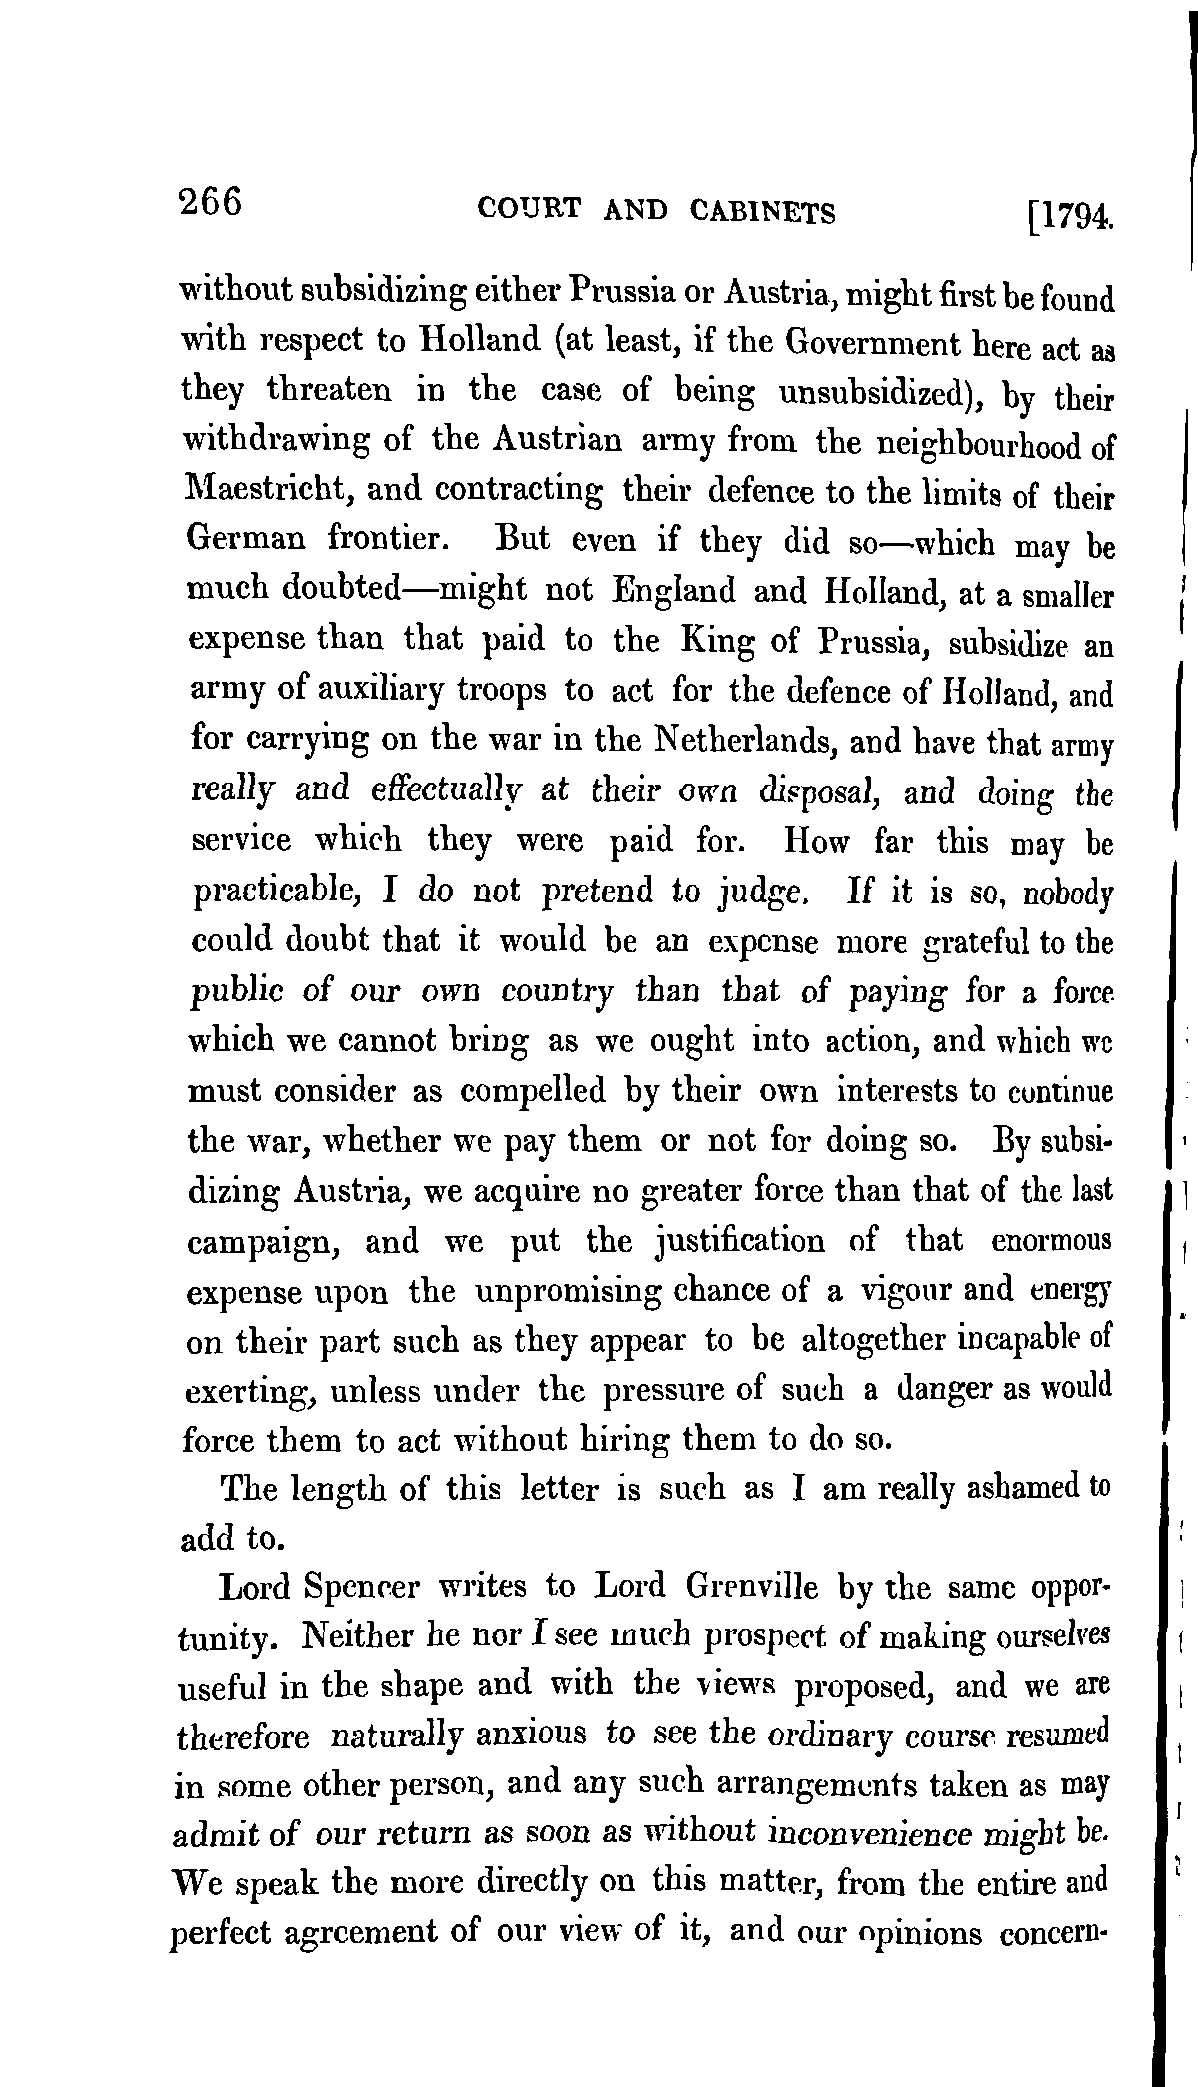 266 COURT AND CABINETS [1794.
without subsidizing either Prussia or Austria, might first be found
with respect to Holland (at least, if the Government here act as
they threaten in the case of being unsubsidized), by their
withdrawing of the Austrian army from the neighbourhood of
Maestricht, and contracting their defence to the limits of their
German frontier. But even if they did so—which may be
much doubted—might not England and Holland, at a smaller
expense than that paid to the King of Prussia, subsidize an
army of auxiliary troops to act for the defence of Holland, and
for carrying on the war in the Netherlands, and have that army
really and effectually at their own disposal, and doing the
service which they were paid for. How far this may be
practicable, I do not pretend to judge. If it is so, nobody
could doubt that it would be an expense more grateful to the
public of our own country than that of paying for a force
which we cannot bring as we ought into action, and which we
must consider as compelled by their own interests to continue
the war, whether we pay them or not for doing so. By subsi-
dizing Austria, we acquire no greater force than that of the last
campaign, and we put the justification of that enormous
expense upon the unpromising chance of a vigour and energy
on their part such as they appear to be altogether incapable of
exerting, unless under the pressure of such a danger as would
force them to act without hiring them to do so.
The length of this letter is such as I am really ashamed to
add to.
Lord Spencer writes to Lord Grenville by the same oppor-
tunity. Neither he nor I see much prospect of making ourselves
useful in the shape and with the views proposed, and we are
therefore naturally anxious to see the ordinary course resumed
in some other person, and any such arrangements taken as may
admit of our return as soon as without inconvenience might be.
We speak the more directly on this matter, from the entire and
perfect agreement of our view of it, and our opinions concern-